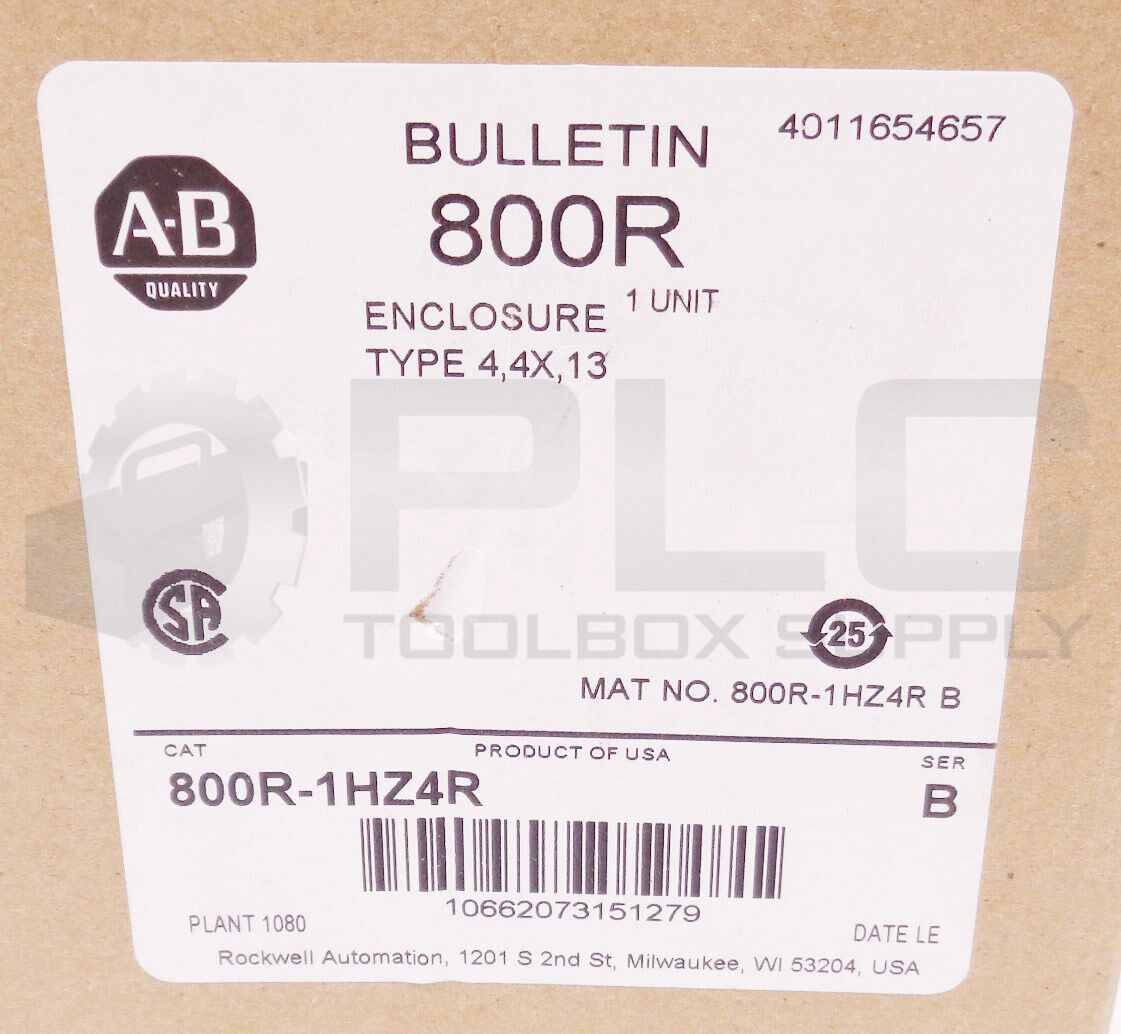 BULLETIN
4011654657
800R
A-B
QUALITY
ENCLOSURE 1 UNIT
TYPE 4,4X,13
PLC
TOOLBOX SUPPLY
SA
25
MAT NO. 800R-1HZ4R B
CAT PRODUCT OF USA SER
800R-1HZ4R B
10662073151279
PLANT 1080 DATE LE
Rockwell Automation, 1201 S 2nd St, Milwaukee, WI 53204, USA